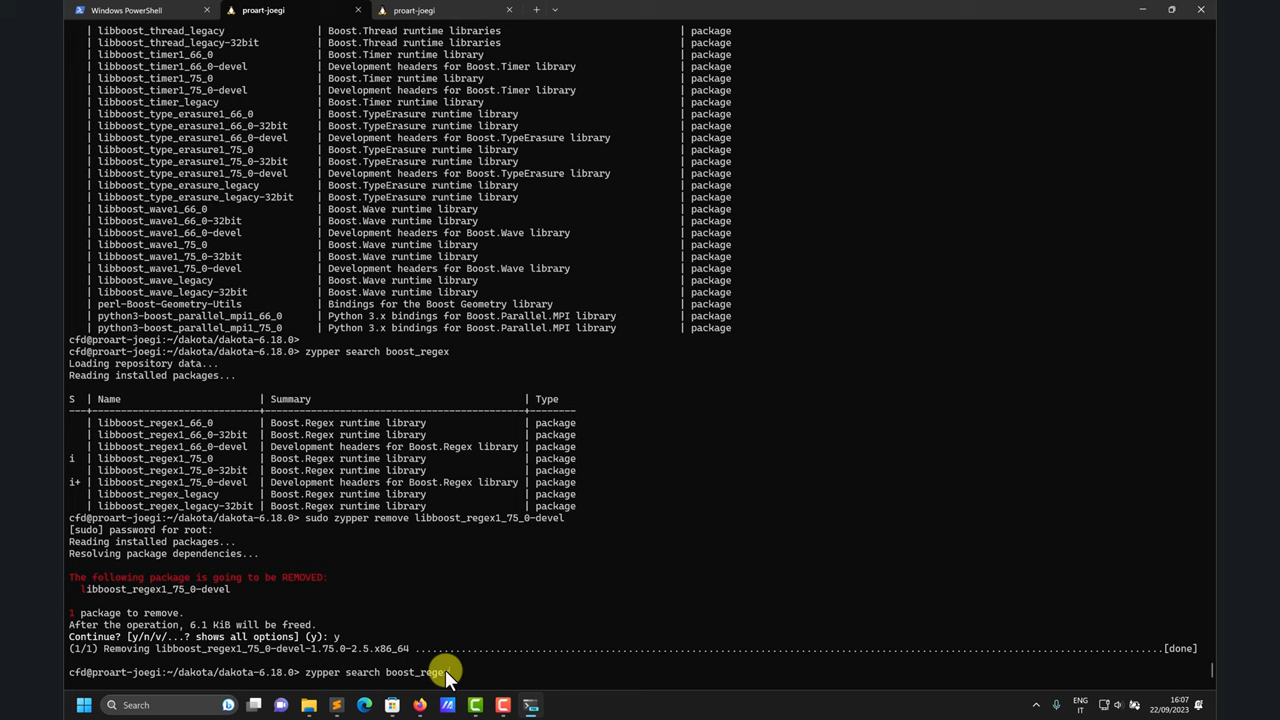 Windows PowerShell
proart-joegi
proart-joegi
| libboost_thread_legacy | Boost.Thread runtime libraries | package
| libboost_thread_legacy-32bit | Boost.Thread runtime libraries | package
| libboost_timer1_66_0 | Boost.Timer runtime library | package
| libboost_timer1_66_0-devel | Development headers for Boost.Timer library | package
| libboost_timer1_75_0 | Boost.Timer runtime library | package
| libboost_timer1_75_0-devel | Development headers for Boost.Timer library | package
| libboost_timer_legacy | Boost.Timer runtime library | package
| libboost_type_erasure1_66_0 | Boost.TypeErasure runtime library | package
| libboost_type_erasure1_66_0-32bit | Boost.TypeErasure runtime library | package
| libboost_type_erasure1_66_0-devel | Development headers for Boost.TypeErasure library | package
| libboost_type_erasure1_75_0 | Boost.TypeErasure runtime library | package
| libboost_type_erasure1_75_0-32bit | Boost.TypeErasure runtime library | package
| libboost_type_erasure1_75_0-devel | Development headers for Boost.TypeErasure library | package
| libboost_type_erasure_legacy | Boost.TypeErasure runtime library | package
| libboost_type_erasure_legacy-32bit | Boost.TypeErasure runtime library | package
| libboost_wave1_66_0 | Boost.Wave runtime library | package
| libboost_wave1_66_0-32bit | Boost.Wave runtime library | package
| libboost_wave1_66_0-devel | Development headers for Boost.Wave library | package
| libboost_wave1_75_0 | Boost.Wave runtime library | package
| libboost_wave1_75_0-32bit | Boost.Wave runtime library | package
| libboost_wave1_75_0-devel | Development headers for Boost.Wave library | package
| libboost_wave_legacy | Boost.Wave runtime library | package
| libboost_wave_legacy-32bit | Boost.Wave runtime library | package
| perl-Boost-Geometry-Utils | Bindings for the Boost Geometry library | package
| python3-boost_parallel_mpi1_66_0 | Python 3.x bindings for Boost.Parallel.MPI library | package
| python3-boost_parallel_mpi1_75_0 | Python 3.x bindings for Boost.Parallel.MPI library | package
cfd@proart-joegi:~/dakota/dakota-6.18.0>
cfd@proart-joegi:~/dakota/dakota-6.18.0> zypper search boost_regex
Loading repository data...
Reading installed packages...
S | Name | Summary | Type
---+----------------------------+-------------------------------------------+--------
| libboost_regex1_66_0 | Boost.Regex runtime library | package
| libboost_regex1_66_0-32bit | Boost.Regex runtime library | package
| libboost_regex1_66_0-devel | Development headers for Boost.Regex library | package
i | libboost_regex1_75_0 | Boost.Regex runtime library | package
| libboost_regex1_75_0-32bit | Boost.Regex runtime library | package
i+ | libboost_regex1_75_0-devel | Development headers for Boost.Regex library | package
| libboost_regex_legacy | Boost.Regex runtime library | package
| libboost_regex_legacy-32bit | Boost.Regex runtime library | package
cfd@proart-joegi:~/dakota/dakota-6.18.0> sudo zypper remove libboost_regex1_75_0-devel
[sudo] password for root:
Reading installed packages...
Resolving package dependencies...
The following package is going to be REMOVED:
libboost_regex1_75_0-devel
1 package to remove.
After the operation, 6.1 KiB will be freed.
Continue? [y/n/v/...? shows all options] (y): y
(1/1) Removing libboost_regex1_75_0-devel-1.75.0-2.5.x86_64 ..........[done]
cfd@proart-joegi:~/dakota/dakota-6.18.0> zypper search boost_regex
Search
ENG
IT
16:07
22/09/2023